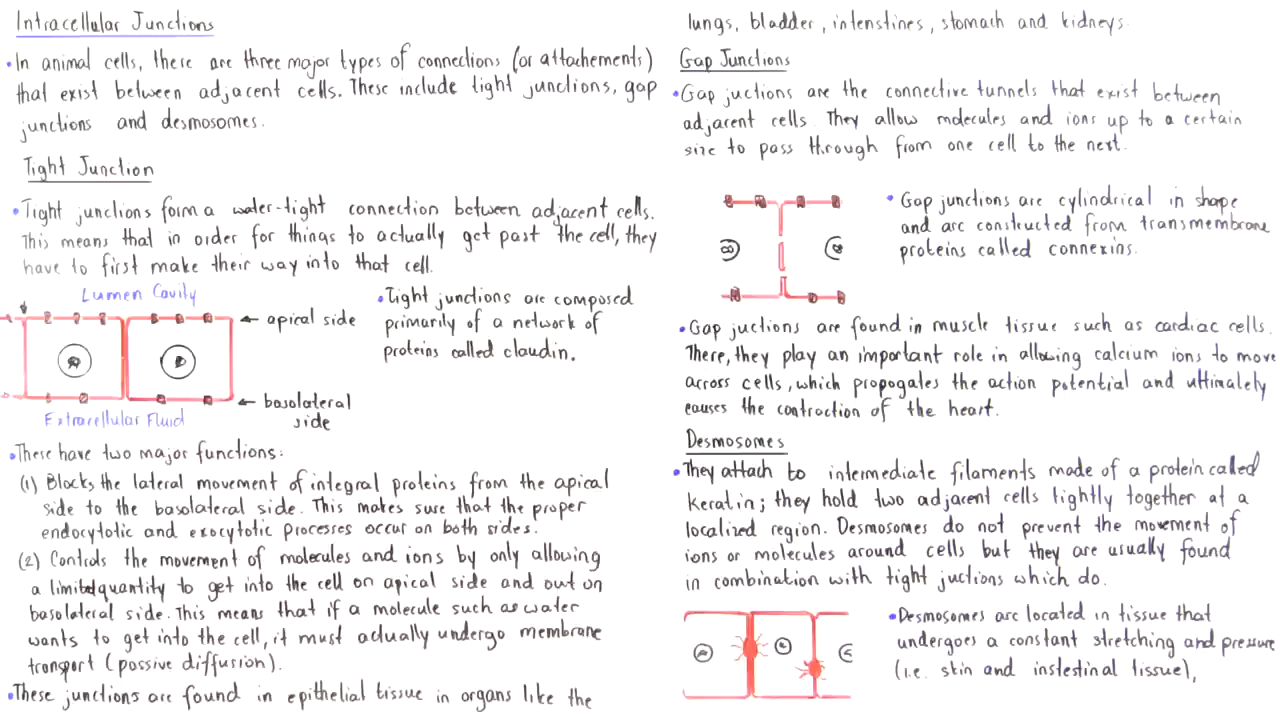 Intracellular Junctions
• In animal cells, there are three major types of connections (or attachements)
that exist between adjacent cells. These include tight junctions, gap
junctions and desmosomes.
Tight Junction
• Tight junctions form a water-tight connection between adjacent cells.
This means that in order for things to actually get past the cell, they
have to first make their way into that cell.
Lumen Cavity
← apical side
← basolateral
side
Extracellular Fluid
• Tight junctions are composed
primarily of a network of
proteins called claudin.
• These have two major functions:
(1) Blocks the lateral movement of integral proteins from the apical
side to the basolateral side. This makes sure that the proper
endocytotic and exocytotic processes occur on both sides.
(2) Controls the movement of molecules and ions by only allowing
a limited quantity to get into the cell on apical side and out on
basolateral side. This means that if a molecule such as water
wants to get into the cell, it must actually undergo membrane
transport (passive diffusion).
• These junctions are found in epithelial tissue in organs like the
lungs, bladder, intenstines, stomach and kidneys.
Gap Junctions
• Gap juctions are the connective tunnels that exist between
adjacent cells. They allow molecules and ions up to a certain
size to pass through from one cell to the next.
• Gap junctions are cylindrical in shape
and are constructed from transmembrane
proteins called connexins.
• Gap juctions are found in muscle tissue such as cardiac cells.
There, they play an important role in allowing calcium ions to move
across cells, which propogates the action potential and ultimately
causes the contraction of the heart.
Desmosomes
• They attach to intermediate filaments made of a protein called
keratin; they hold two adjacent cells tightly together at a
localized region. Desmosomes do not prevent the movement of
ions or molecules around cells but they are usually found
in combination with tight juctions which do.
• Desmosomes are located in tissue that
undergoes a constant stretching and pressure
(i.e. skin and instestinal tissue),